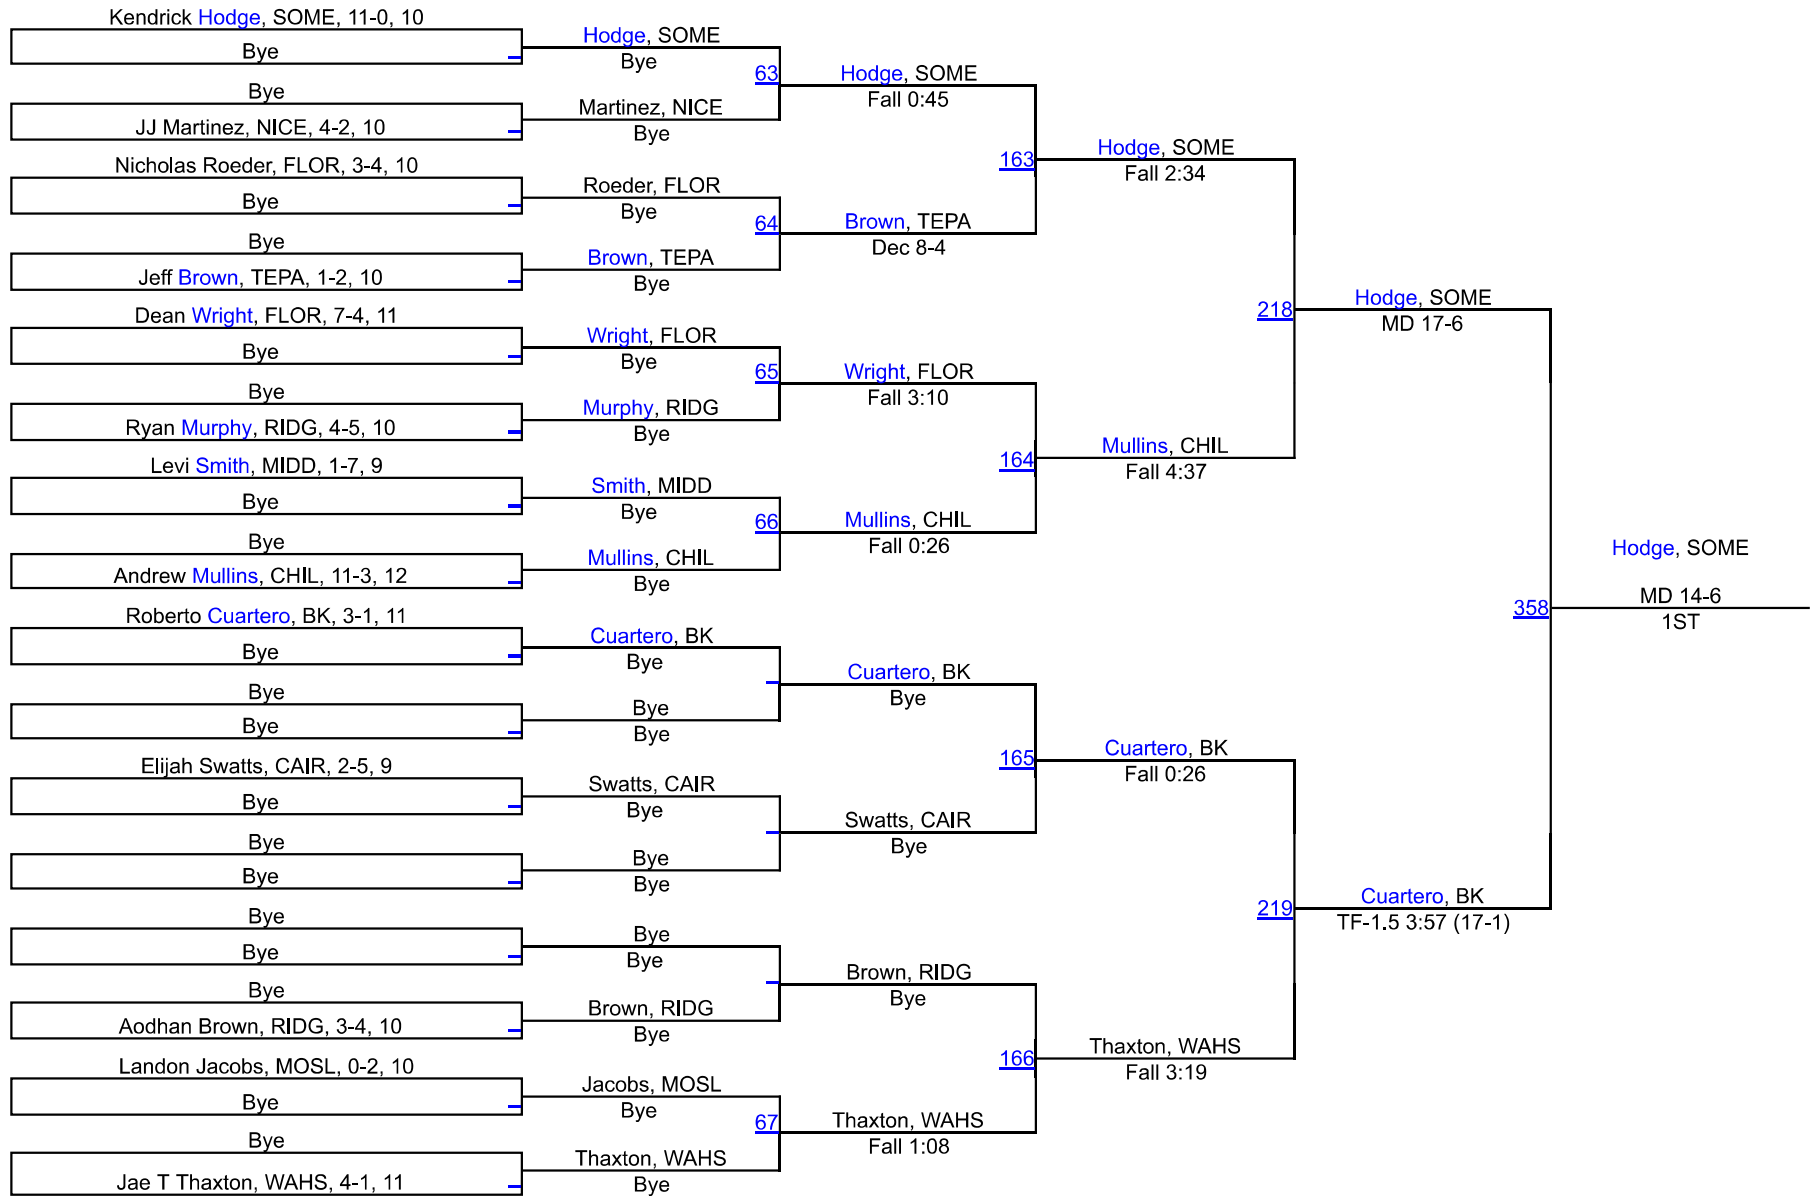 Kendrick Hodge, SOME, 11-0, 10
Bye
Bye
JJ Martinez, NICE, 4-2, 10
Nicholas Roeder, FLOR, 3-4, 10
Bye
Bye
Jeff Brown, TEPA, 1-2, 10
Dean Wright, FLOR, 7-4, 11
Bye
Bye
Ryan Murphy, RIDG, 4-5, 10
Levi Smith, MIDD, 1-7, 9
Bye
Bye
Andrew Mullins, CHIL, 11-3, 12
Roberto Cuartero, BK, 3-1, 11
Bye
Bye
Bye
Elijah Swatts, CAIR, 2-5, 9
Bye
Bye
Bye
Bye
Bye
Bye
Aodhan Brown, RIDG, 3-4, 10
Landon Jacobs, MOSL, 0-2, 10
Bye
Bye
Jae T Thaxton, WAHS, 4-1, 11
Hodge, SOME
Bye
63
Martinez, NICE
Bye
Roeder, FLOR
Bye
64
Brown, TEPA
Bye
Wright, FLOR
Bye
65
Murphy, RIDG
Bye
Smith, MIDD
Bye
66
Mullins, CHIL
Bye
Cuartero, BK
Bye
Bye
Bye
Swatts, CAIR
Bye
Bye
Bye
Bye
Bye
Brown, RIDG
Bye
Jacobs, MOSL
Bye
67
Thaxton, WAHS
Bye
Hodge, SOME
Fall 0:45
163
Brown, TEPA
Dec 8-4
Wright, FLOR
Fall 3:10
164
Mullins, CHIL
Fall 0:26
Cuartero, BK
Bye
165
Swatts, CAIR
Bye
Brown, RIDG
Bye
166
Thaxton, WAHS
Fall 1:08
Hodge, SOME
Fall 2:34
218
Mullins, CHIL
Fall 4:37
Cuartero, BK
Fall 0:26
219
Thaxton, WAHS
Fall 3:19
Hodge, SOME
MD 17-6
358
Cuartero, BK
TF-1.5 3:57 (17-1)
Hodge, SOME
MD 14-6
1ST